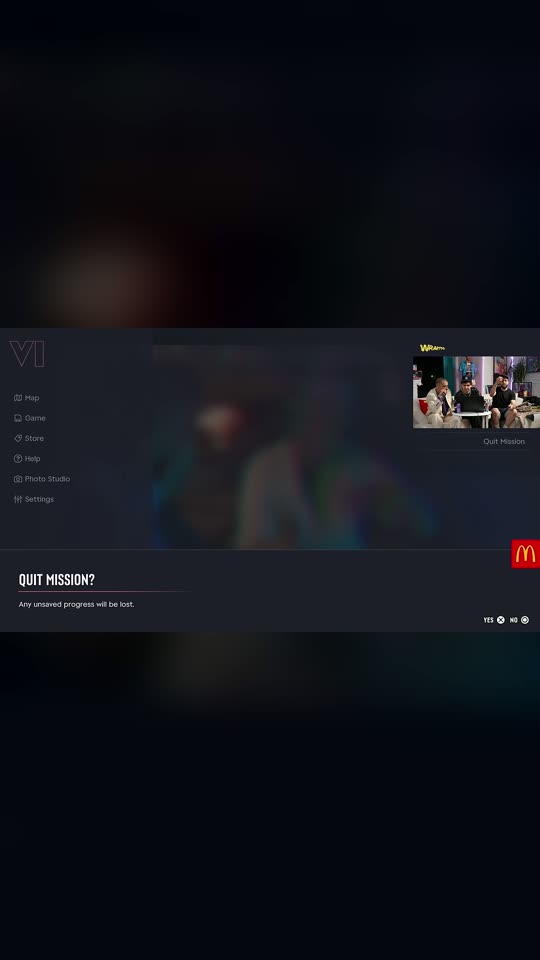 VI
Map
Game
Store
Help
Photo Studio
Settings
Quit Mission
QUIT MISSION?
Any unsaved progress will be lost.
YES NO